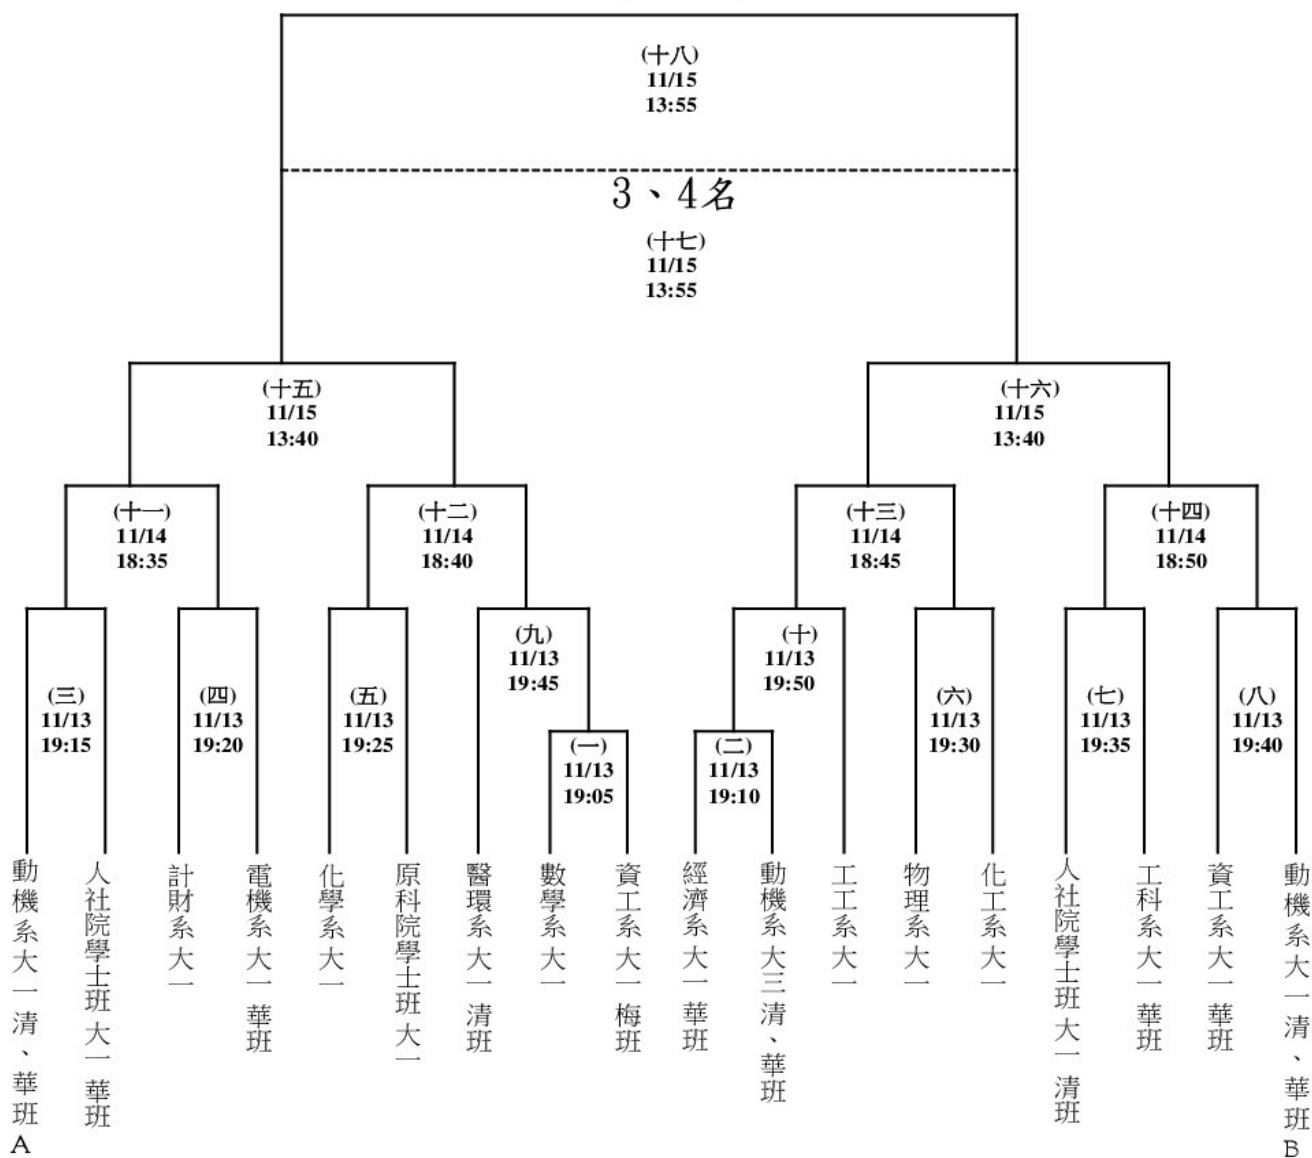 (十八)
11/15
13:55
3、4名
(十七)
11/15
13:55
(十五)
11/15
13:40
(十六)
11/15
13:40
(十一)
11/14
18:35
(十二)
11/14
18:40
(十三)
11/14
18:45
(十四)
11/14
18:50
(三)
11/13
19:15
(四)
11/13
19:20
(五)
11/13
19:25
(九)
11/13
19:45
(一)
11/13
19:05
(十)
11/13
19:50
(二)
11/13
19:10
(六)
11/13
19:30
(七)
11/13
19:35
(八)
11/13
19:40
動機系大一清、華班A
人社院學士班大一華班
計財系大一
電機系大一華班
化學系大一
原科院學士班大一
醫環系大一清班
數學系大一
資工系大一梅班
經濟系大一華班
動機系大三清、華班
工工系大一
物理系大一
化工系大一
人社院學士班大一清班
工科系大一華班
資工系大一華班
動機系大一清、華班B